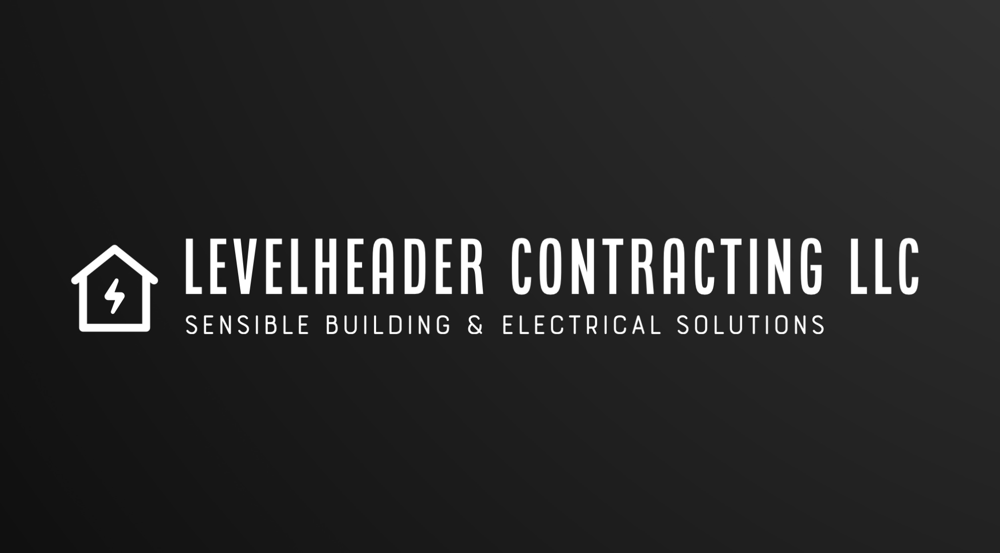 LEVELHEADER CONTRACTING LLC
SENSIBLE BUILDING & ELECTRICAL SOLUTIONS